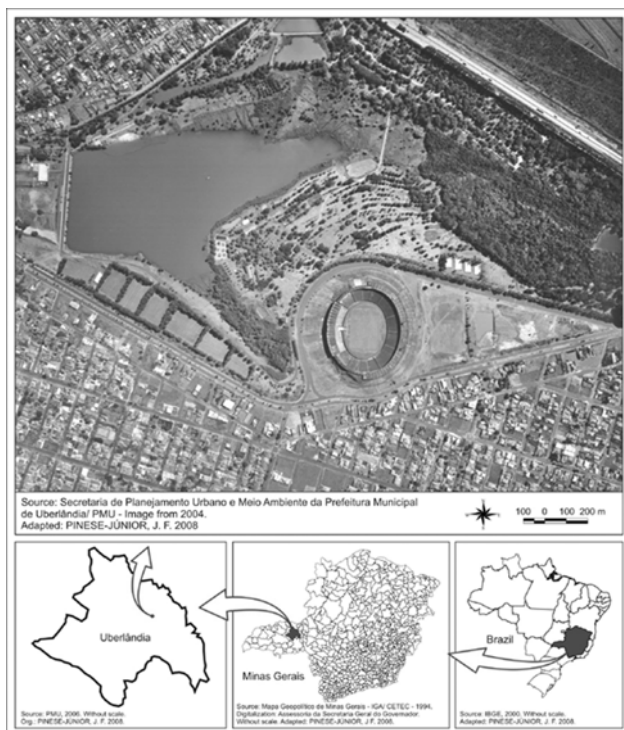 Source: Secretaria de Planejamento Urbano e Meio Ambiente da Prefeitura Municipal
de Uberlândia/ PMU - Image from 2004.
Adapted: PINESE-JÚNIOR, J. F. 2008
100 0 100 200 m
Uberlândia
Source: PMU, 2006. Without scale.
Org.: PINESE-JÚNIOR, J. F. 2008.
Minas Gerais
Source: Mapa Geopolítico de Minas Gerais - IGA/ CETEC - 1994.
Digitalization: Assessoria da Secretaria Geral do Governador.
Without scale. Adapted: PINESE-JÚNIOR, J. F. 2008.
Brazil
Source: IBGE, 2000. Without scale.
Adapted: PINESE-JÚNIOR, J. F. 2008.